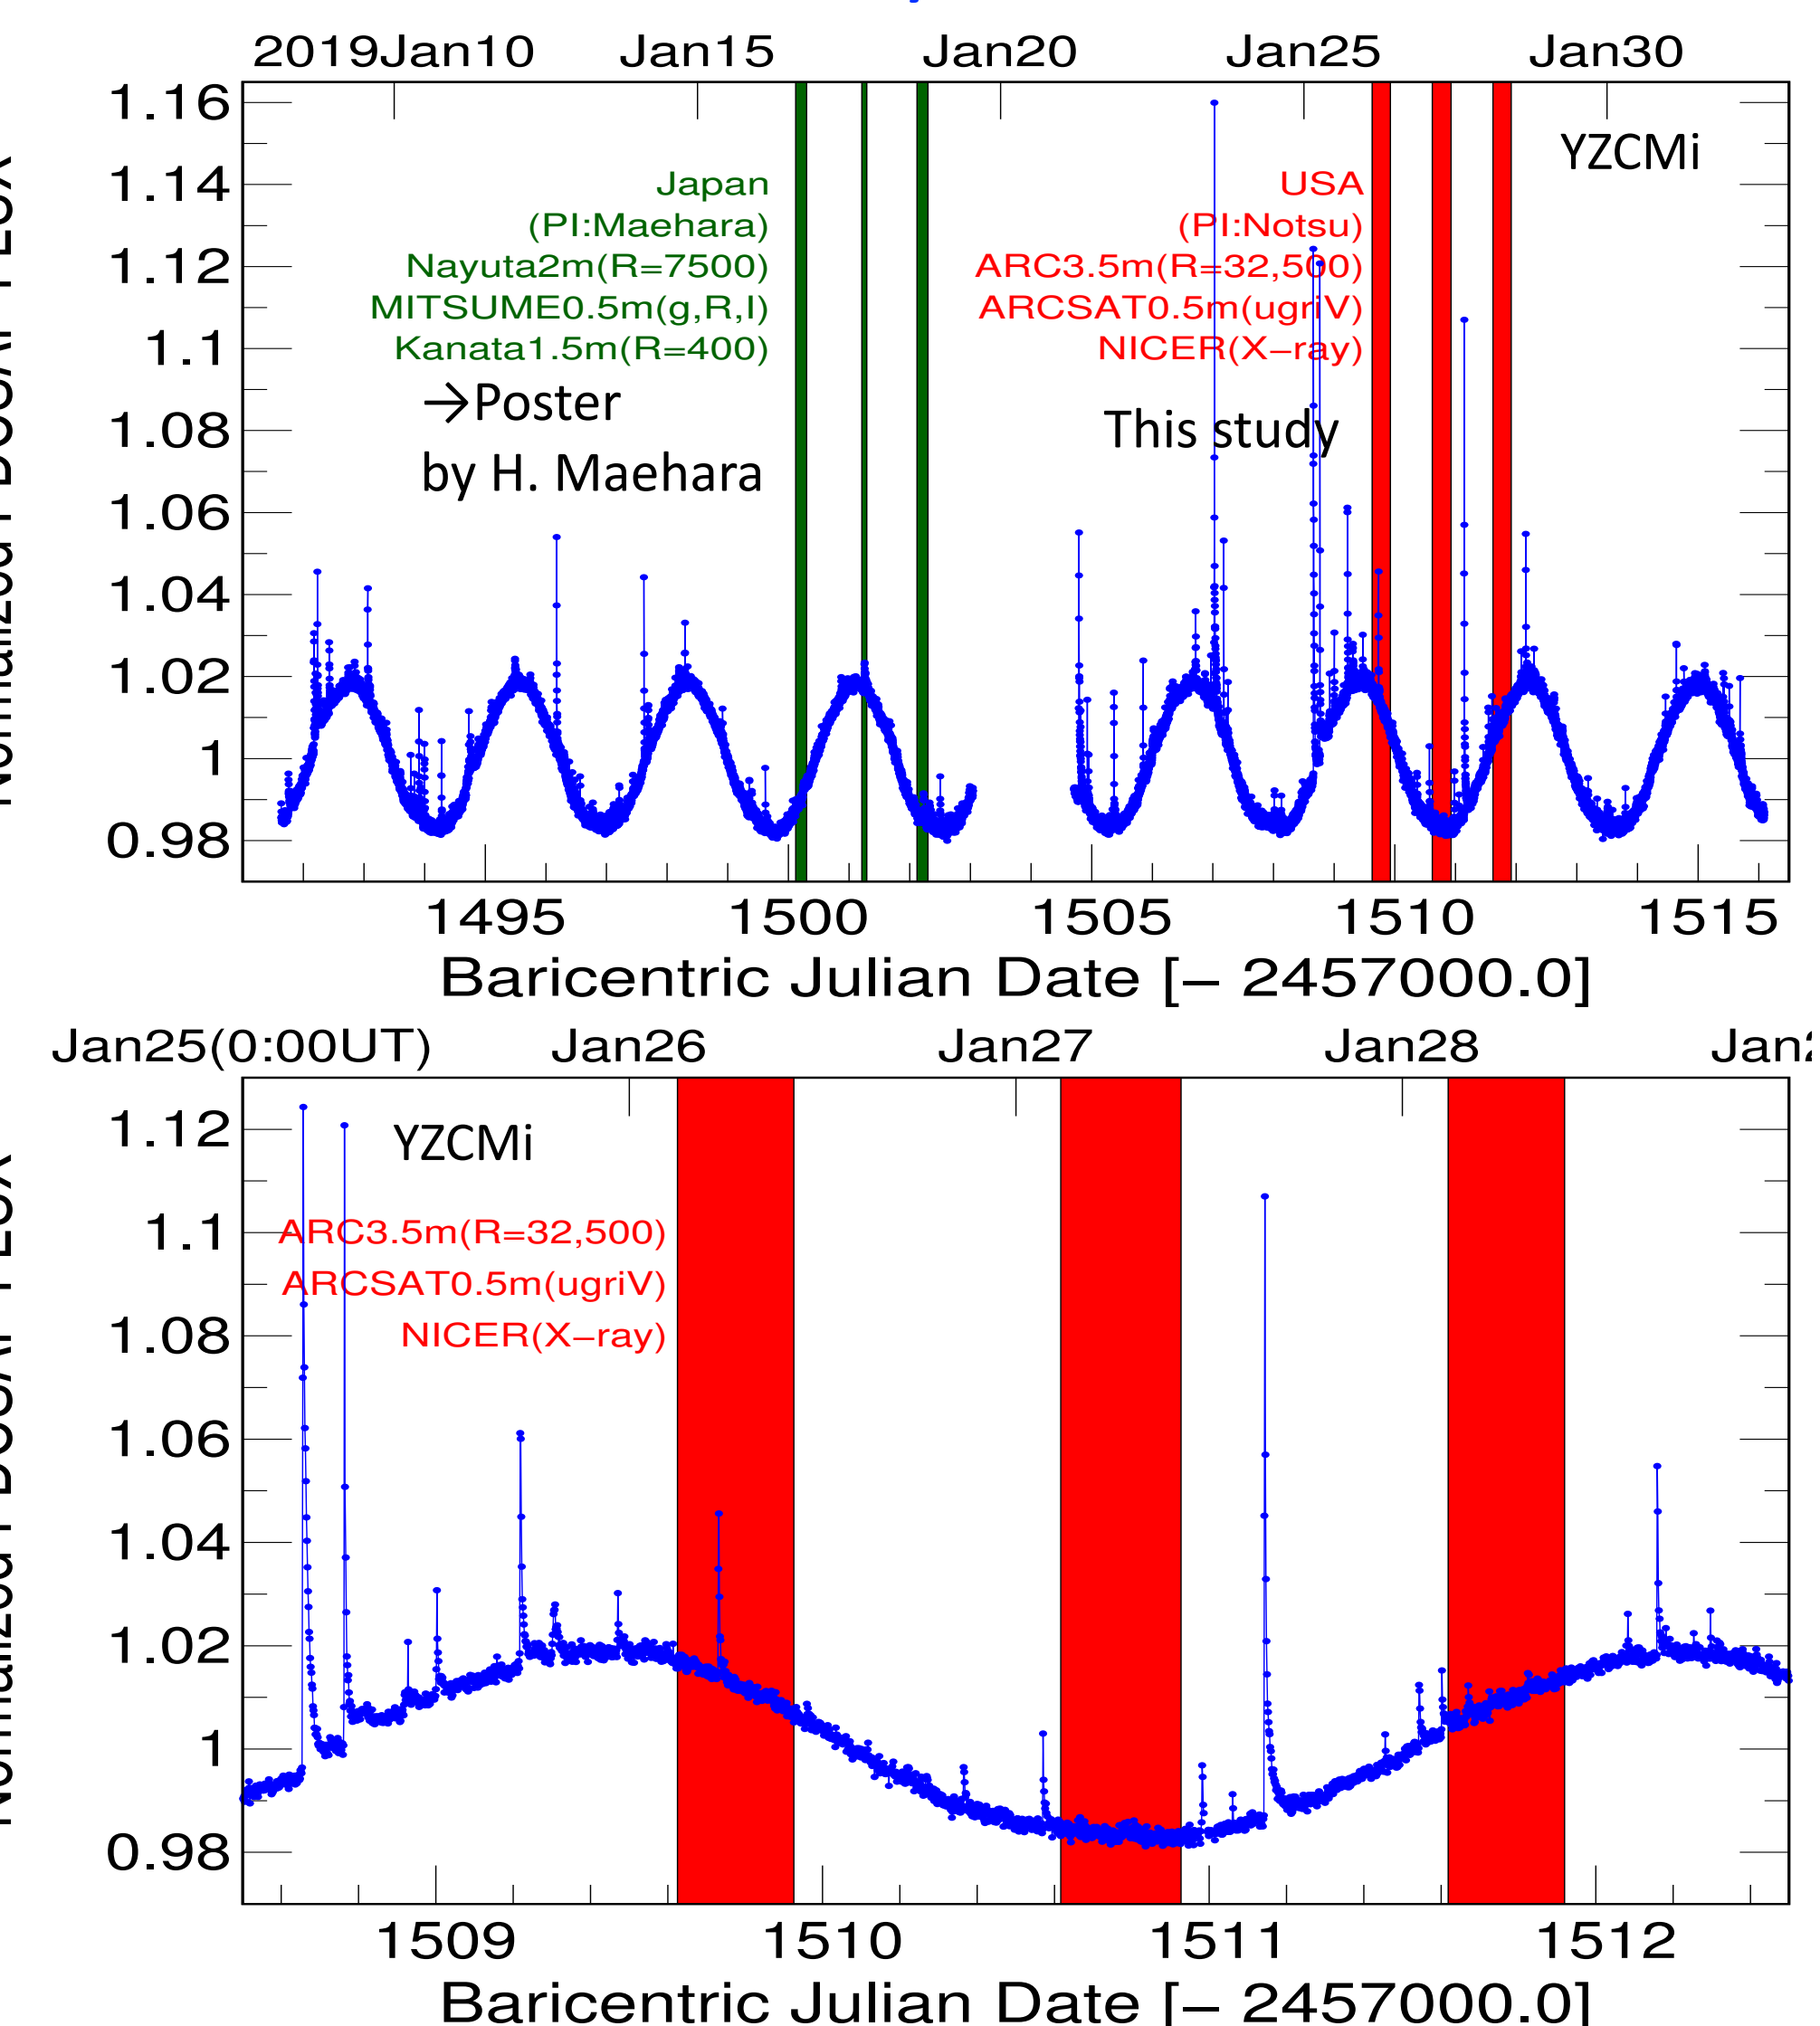 2019Jan10 Jan15 Jan20 Jan25 Jan30
1.16
1.14
1.12
1.1
1.08
1.06
1.04
1.02
1
0.98
YZCMi
Japan
(PI:Maehara)
Nayuta2m(R=7500)
MITSUME0.5m(g,R,I)
Kanata1.5m(R=400)
→Poster
by H. Maehara
USA
(PI:Notsu)
ARC3.5m(R=32,500)
ARCSAT0.5m(ugriV)
NICER(X–ray)
This study
1495 1500 1505 1510 1515
Baricentric Julian Date [– 2457000.0]
Jan25(0:00UT) Jan26 Jan27 Jan28
1.12
1.1
1.08
1.06
1.04
1.02
1
0.98
YZCMi
ARC3.5m(R=32,500)
ARCSAT0.5m(ugriV)
NICER(X–ray)
1509 1510 1511 1512
Baricentric Julian Date [– 2457000.0]